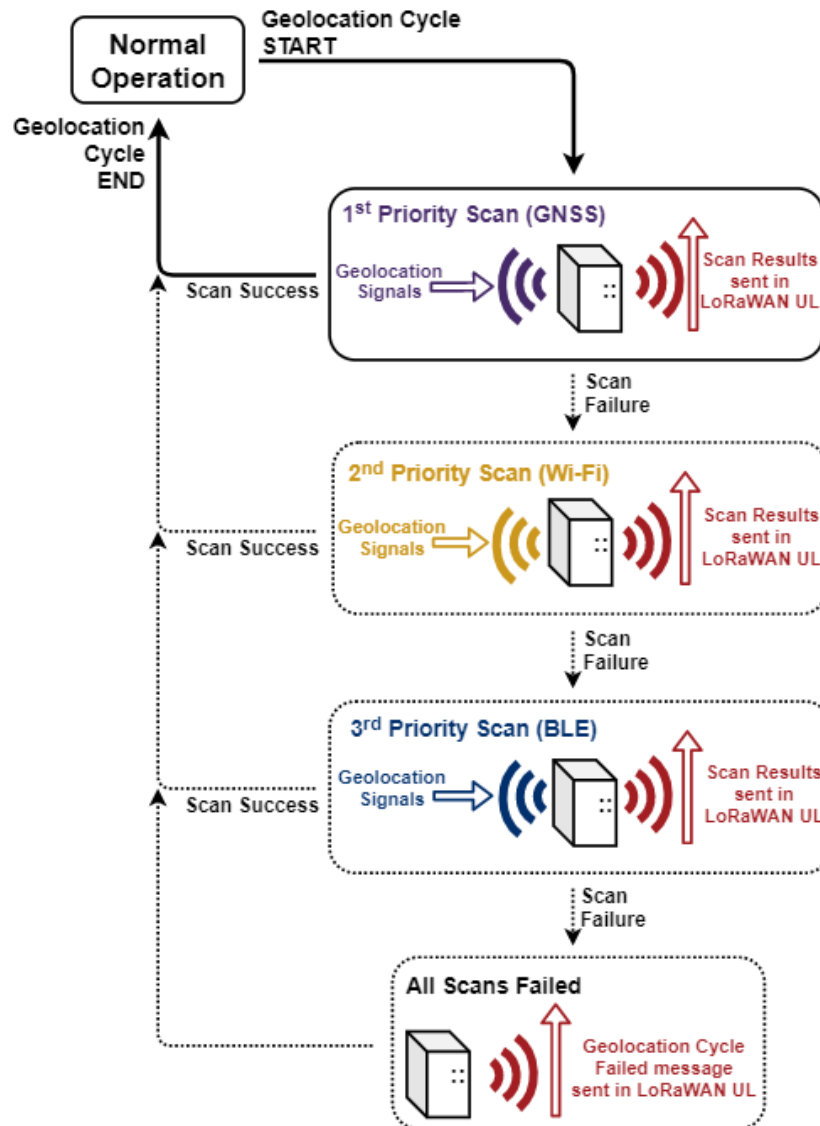 Normal
Operation
Geolocation Cycle
START
Geolocation
Cycle
END
1st Priority Scan (GNSS)
Geolocation
Signals
Scan Results
sent in
LoRaWAN UL
Scan Success
Scan
Failure
2nd Priority Scan (Wi-Fi)
Geolocation
Signals
Scan Results
sent in
LoRaWAN UL
Scan Success
Scan
Failure
3rd Priority Scan (BLE)
Geolocation
Signals
Scan Results
sent in
LoRaWAN UL
Scan Success
Scan
Failure
All Scans Failed
Geolocation Cycle
Failed message
sent in LoRaWAN UL